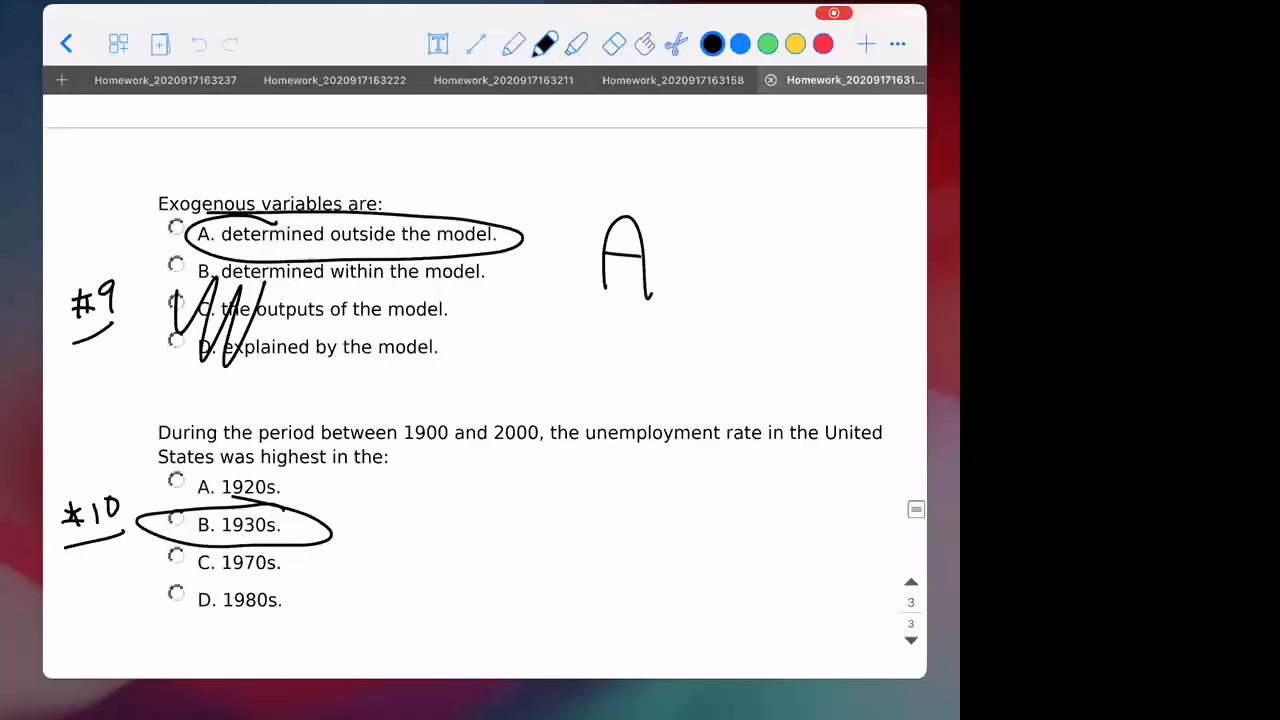 Homework_2020917163237
Homework_2020917163222
Homework_2020917163211
Homework_2020917163158
Homework_20209171631...
Exogenous variables are:
A. determined outside the model.
B. determined within the model.
C. the outputs of the model.
D. explained by the model.
#9
A
During the period between 1900 and 2000, the unemployment rate in the United
States was highest in the:
A. 1920s.
B. 1930s.
C. 1970s.
D. 1980s.
#10
3
3